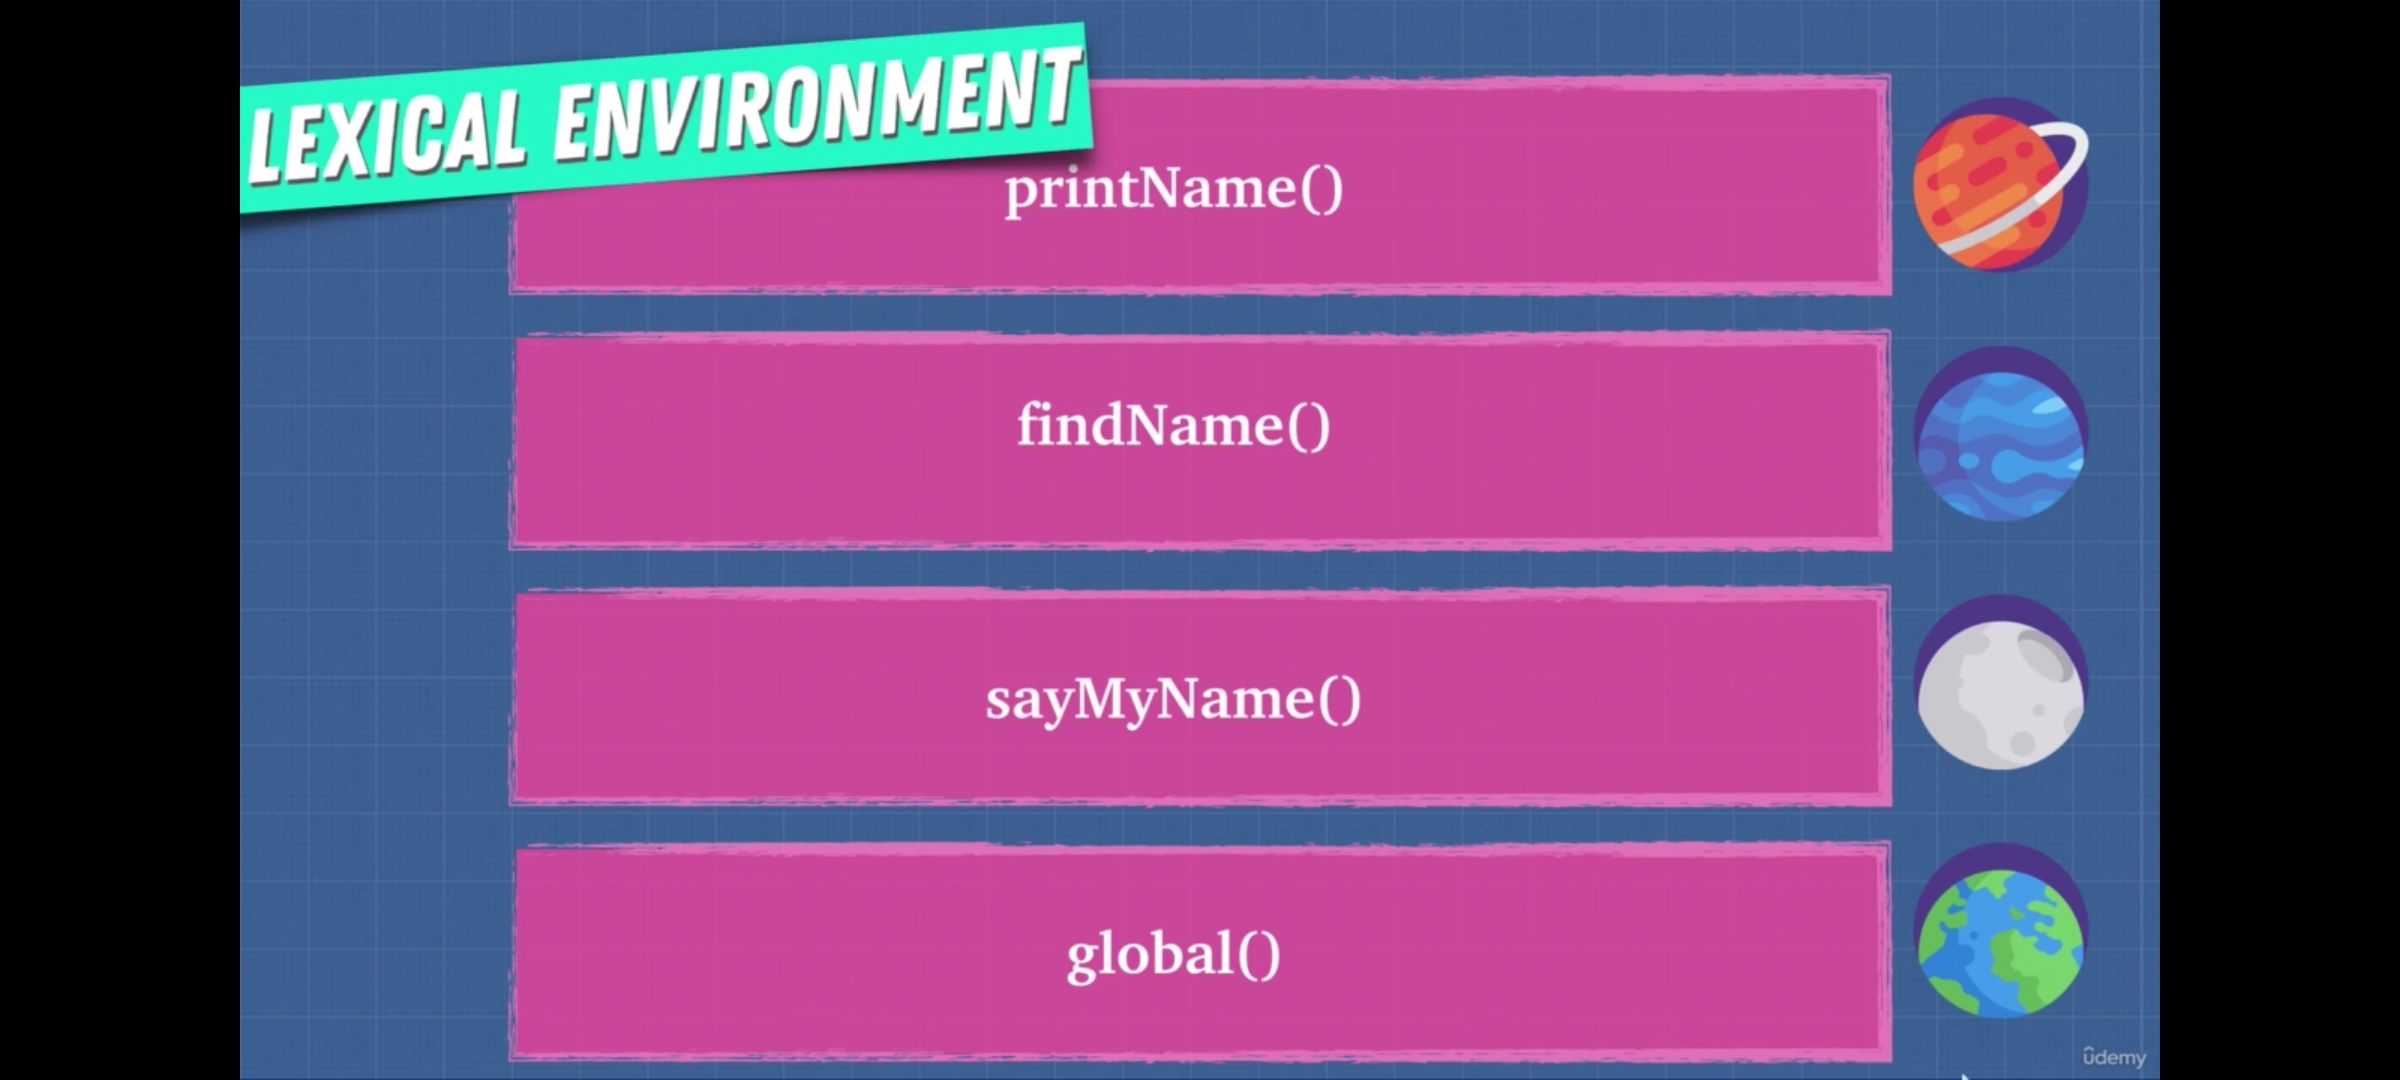 LEXICAL ENVIRONMENT
printName()
findName()
sayMyName()
global()
ûdemy